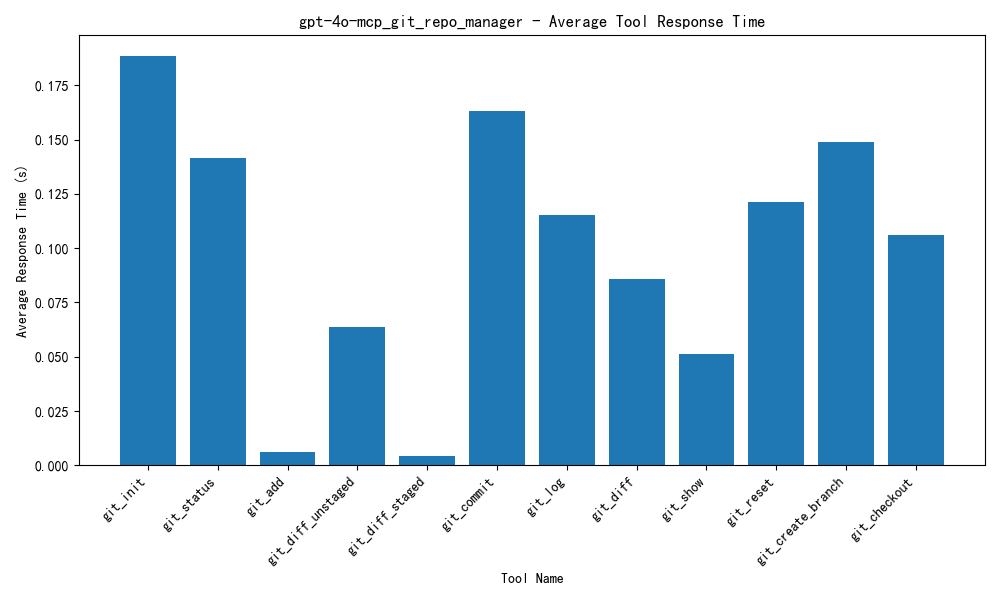 gpt-4o-mcp_git_repo_manager - Average Tool Response Time
Average Response Time (s)
0.175
0.150
0.125
0.100
0.075
0.050
0.025
0.000
git_init
git_status
git_add
git_diff_unstaged
git_diff_staged
git_commit
git_log
git_diff
git_show
git_reset
git_create_branch
git_checkout
Tool Name